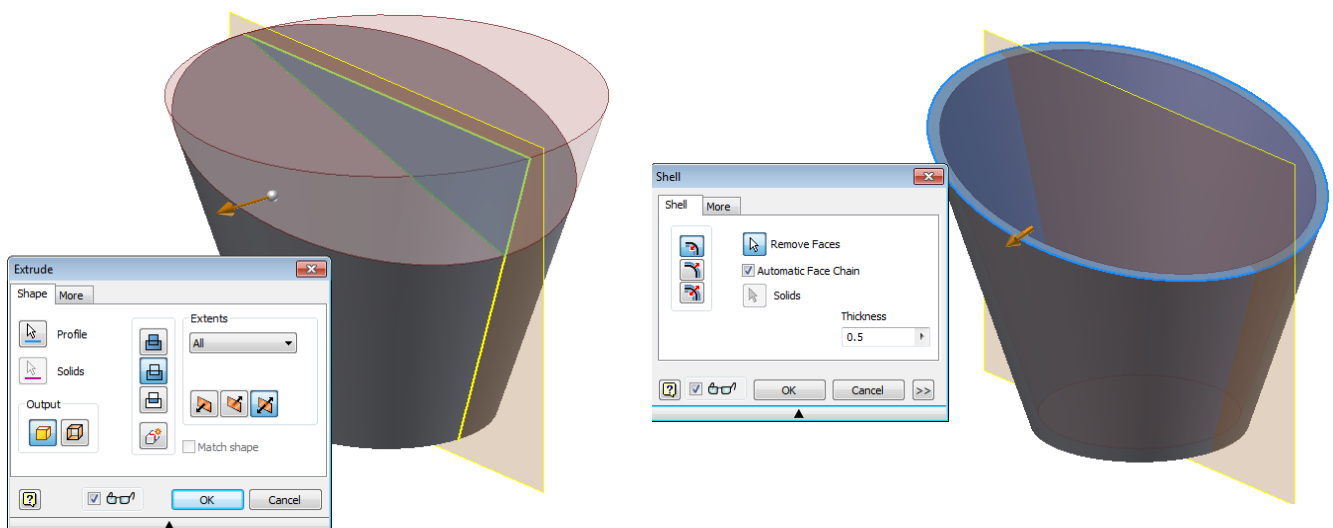 Extrude
Shape
More
Profile
Solids
Output
Extents
All
Match shape
OK
Cancel
Shell
Shell
More
Remove Faces
Automatic Face Chain
Solids
Thickness
0.5
OK
Cancel
>>